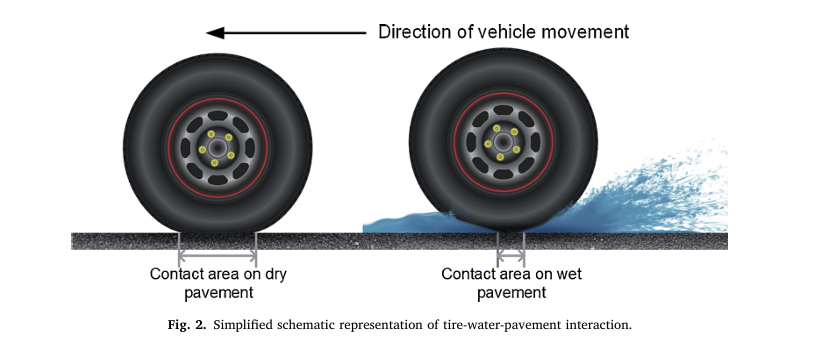 Direction of vehicle movement
Contact area on dry
pavement
Contact area on wet
pavement
Fig. 2. Simplified schematic representation of tire-water-pavement interaction.